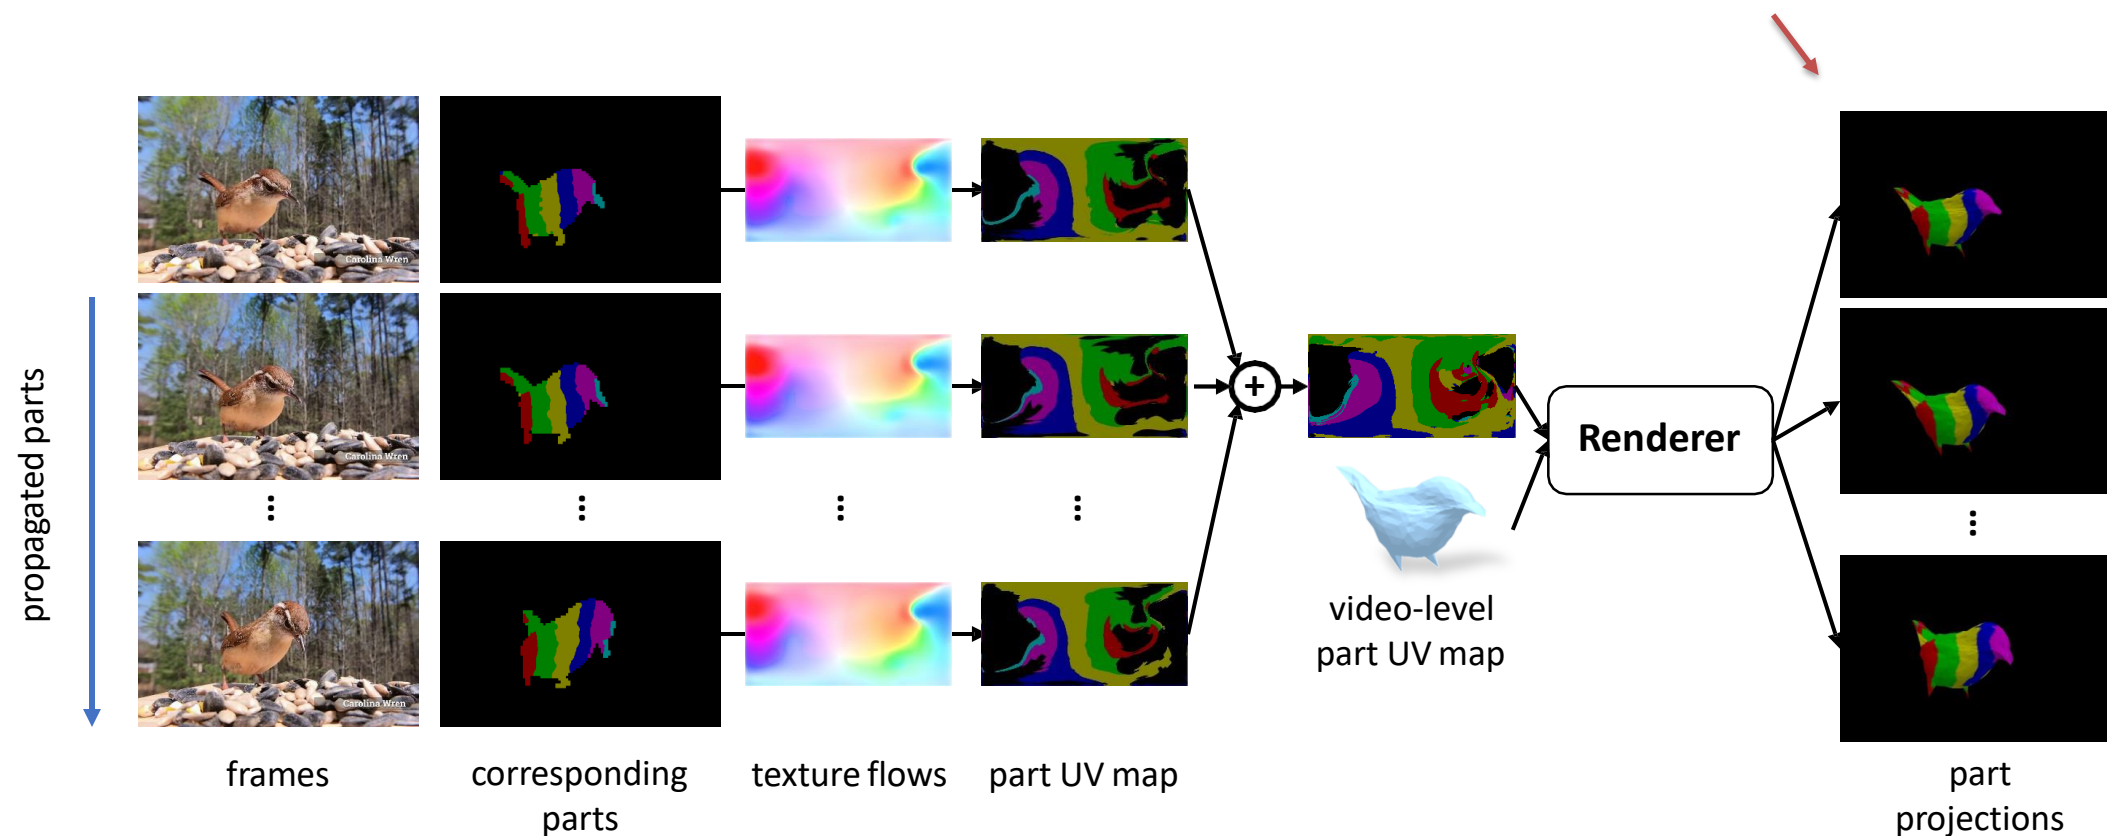 Carolina Wren
Carolina Wren
Carolina Wren
propagated parts
+
Renderer
video-level
part UV map
frames
corresponding
parts
texture flows
part UV map
part
projections